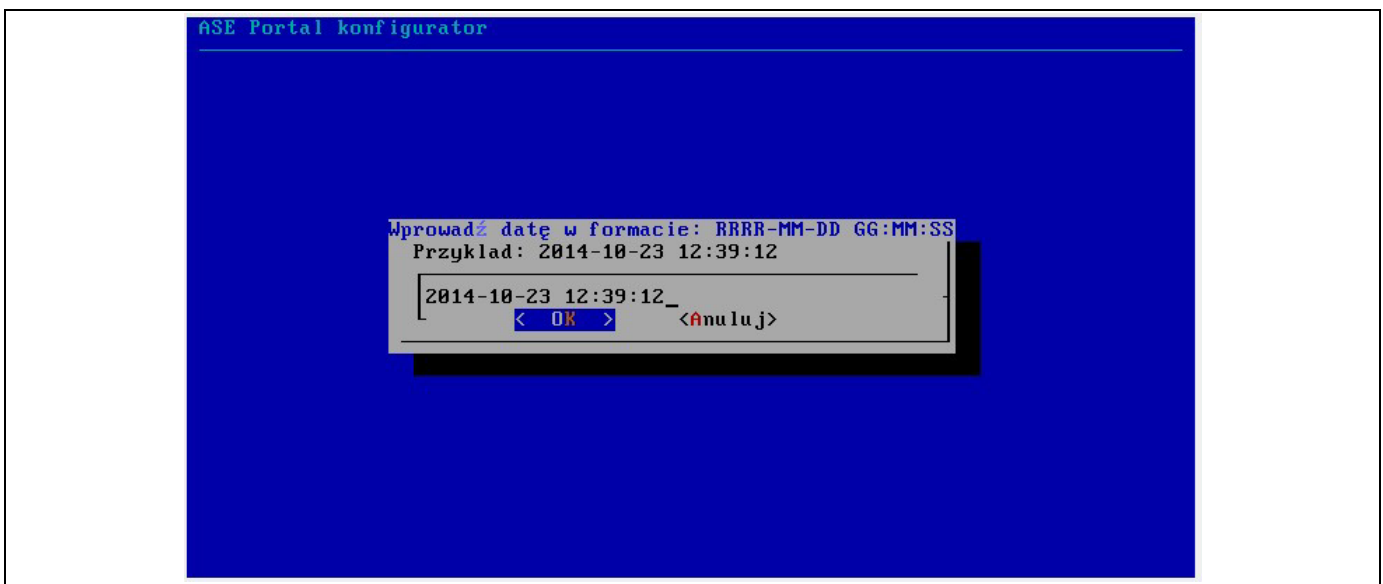 ASE Portal konfigurator
Wprowadź datę w formacie: RRRR-MM-DD GG:MM:SS
Przyklad: 2014-10-23 12:39:12
2014-10-23 12:39:12_
< OK > <Anuluj>